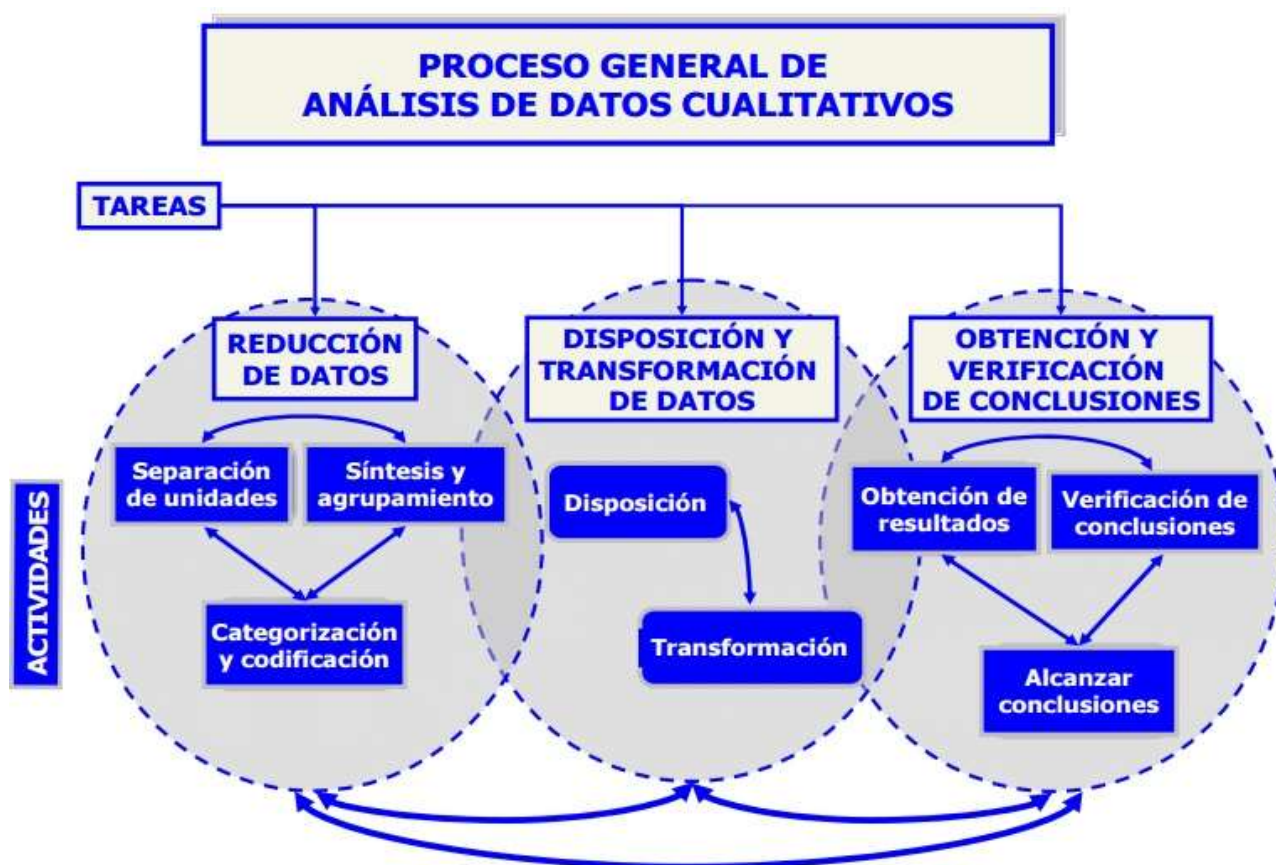 PROCESO GENERAL DE
ANÁLISIS DE DATOS CUALITATIVOS
TAREAS
REDUCCIÓN
DE DATOS
DISPOSICIÓN Y
TRANSFORMACIÓN
DE DATOS
OBTENCIÓN Y
VERIFICACIÓN
DE CONCLUSIONES
ACTIVIDADES
Separación
de unidades
Síntesis y
agrupamiento
Categorización
y codificación
Disposición
Transformación
Obtención de
resultados
Verificación de
conclusiones
Alcanzar
conclusiones